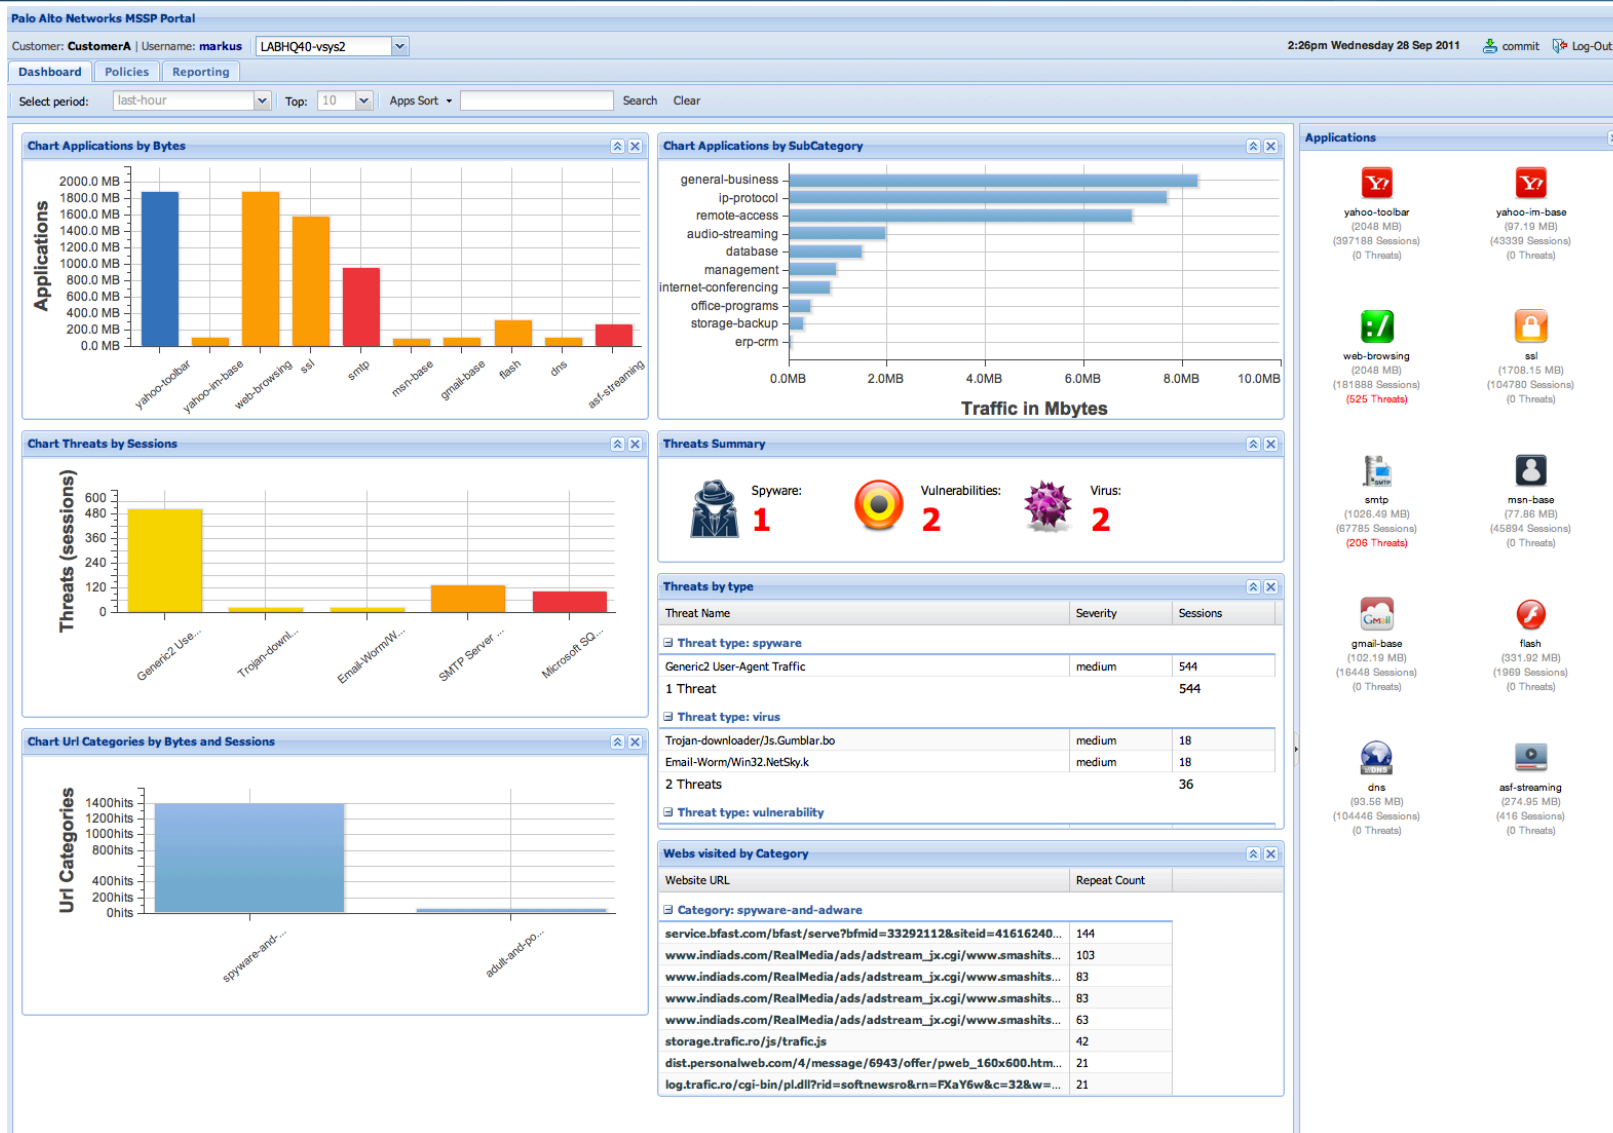 Palo Alto Networks MSSP Portal
Customer: CustomerA | Username: markus LABHQ40-vsys2
2:26pm Wednesday 28 Sep 2011 commit Log-Out
Dashboard Policies Reporting
Select period: last-hour Top: 10 Apps Sort Search Clear
Chart Applications by Bytes
Applications
2000.0 MB
1800.0 MB
1600.0 MB
1400.0 MB
1200.0 MB
1000.0 MB
800.0 MB
600.0 MB
400.0 MB
200.0 MB
0.0 MB
yahoo-toolbar yahoo-im-base web-browsing ssl smtp msn-base gmail-base flash dns asf-streaming
Chart Applications by SubCategory
general-business
ip-protocol
remote-access
audio-streaming
database
management
internet-conferencing
office-programs
storage-backup
erp-crm
0.0MB 2.0MB 4.0MB 6.0MB 8.0MB 10.0MB
Traffic in Mbytes
Chart Threats by Sessions
Threats (sessions)
600
480
360
240
120
0
Generic2 Use... Trojan-downl... Email-Worm/W... SMTP Server ... Microsoft SQ...
Threats Summary
Spyware: Vulnerabilities: Virus:
1 2 2
Threats by type
Threat Name Severity Sessions
Threat type: spyware
Generic2 User-Agent Traffic medium 544
1 Threat 544
Threat type: virus
Trojan-downloader/Js.Gumblar.bo medium 18
Email-Worm/Win32.NetSky.k medium 18
2 Threats 36
Threat type: vulnerability
Chart Url Categories by Bytes and Sessions
Url Categories
1400hits
1200hits
1000hits
800hits
400hits
200hits
0hits
spyware-and-... adult-and-po...
Webs visited by Category
Website URL Repeat Count
Category: spyware-and-adware
service.bfast.com/bfast/serve?bfmid=33292112&siteid=41616240... 144
www.indiads.com/RealMedia/ads/adstream_jx.cgi/www.smashits... 103
www.indiads.com/RealMedia/ads/adstream_jx.cgi/www.smashits... 83
www.indiads.com/RealMedia/ads/adstream_jx.cgi/www.smashits... 83
www.indiads.com/RealMedia/ads/adstream_jx.cgi/www.smashits... 63
storage.trafic.ro/js/trafic.js 42
dist.personalweb.com/4/message/6943/offer/pweb_160x600.htm... 21
log.trafic.ro/cgi-bin/pl.dll?rid=softnewsro&rn=FXaY6w&c=32&w=... 21
Applications
Y! Y!
yahoo-toolbar yahoo-im-base
(2048 MB) (97.19 MB)
(397188 Sessions) (43339 Sessions)
(0 Threats) (0 Threats)
:/
web-browsing ssl
(2048 MB) (1708.15 MB)
(181888 Sessions) (104780 Sessions)
(525 Threats) (0 Threats)
SMTP
smtp msn-base
(1026.49 MB) (77.86 MB)
(67785 Sessions) (45894 Sessions)
(206 Threats) (0 Threats)
Gmail
gmail-base flash
(102.19 MB) (331.92 MB)
(16448 Sessions) (1969 Sessions)
(0 Threats) (0 Threats)
DNS
dns asf-streaming
(93.56 MB) (274.95 MB)
(104446 Sessions) (416 Sessions)
(0 Threats) (0 Threats)